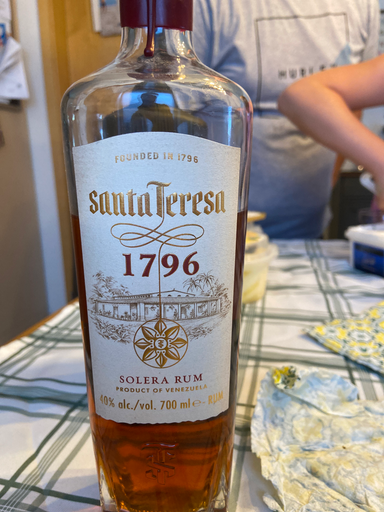 FOUNDED IN 1796
Santa Teresa
1796
SOLERA RUM
PRODUCT OF VENEZUELA
40% alc./vol. 700 ml ℮ - RUM